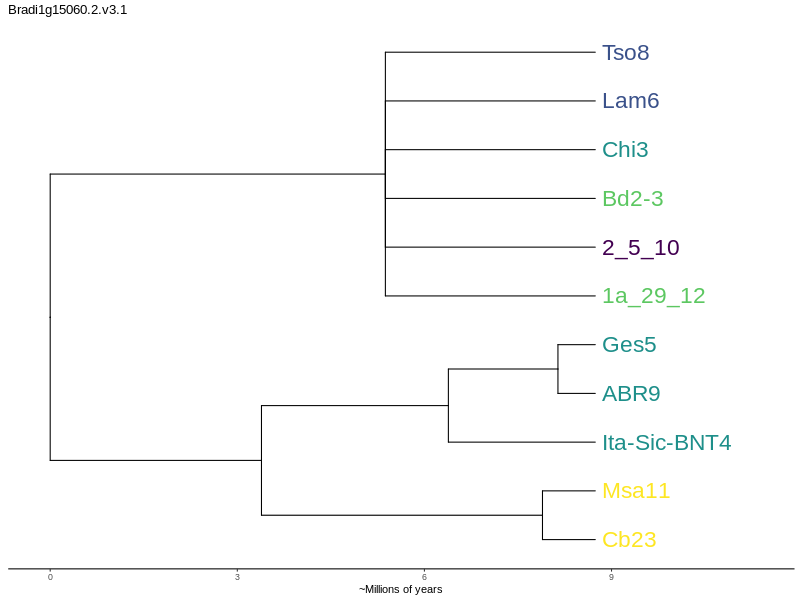 Bradi1g15060.2.v3.1
Tso8
Lam6
Chi3
Bd2-3
2_5_10
1a_29_12
Ges5
ABR9
Ita-Sic-BNT4
Msa11
Cb23
0 3 6 9
~Millions of years